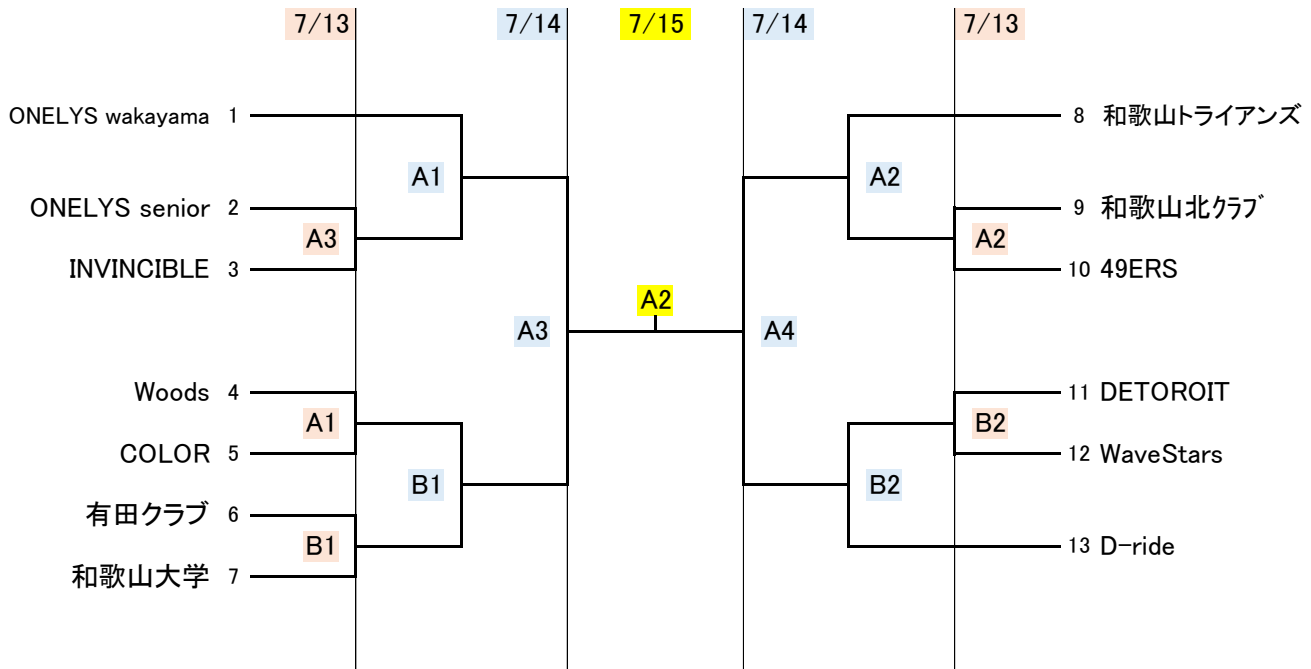 7/13 7/14 7/15 7/14 7/13
ONELYS wakayama 1
8 和歌山トライアンズ
A1
A2
ONELYS senior 2
9 和歌山北クラブ
A3
A2
INVINCIBLE 3
10 49ERS
A2
A3
A4
Woods 4
11 DETOROIT
A1
B2
COLOR 5
12 WaveStars
B1
B2
有田クラブ 6
B1
13 D-ride
和歌山大学 7